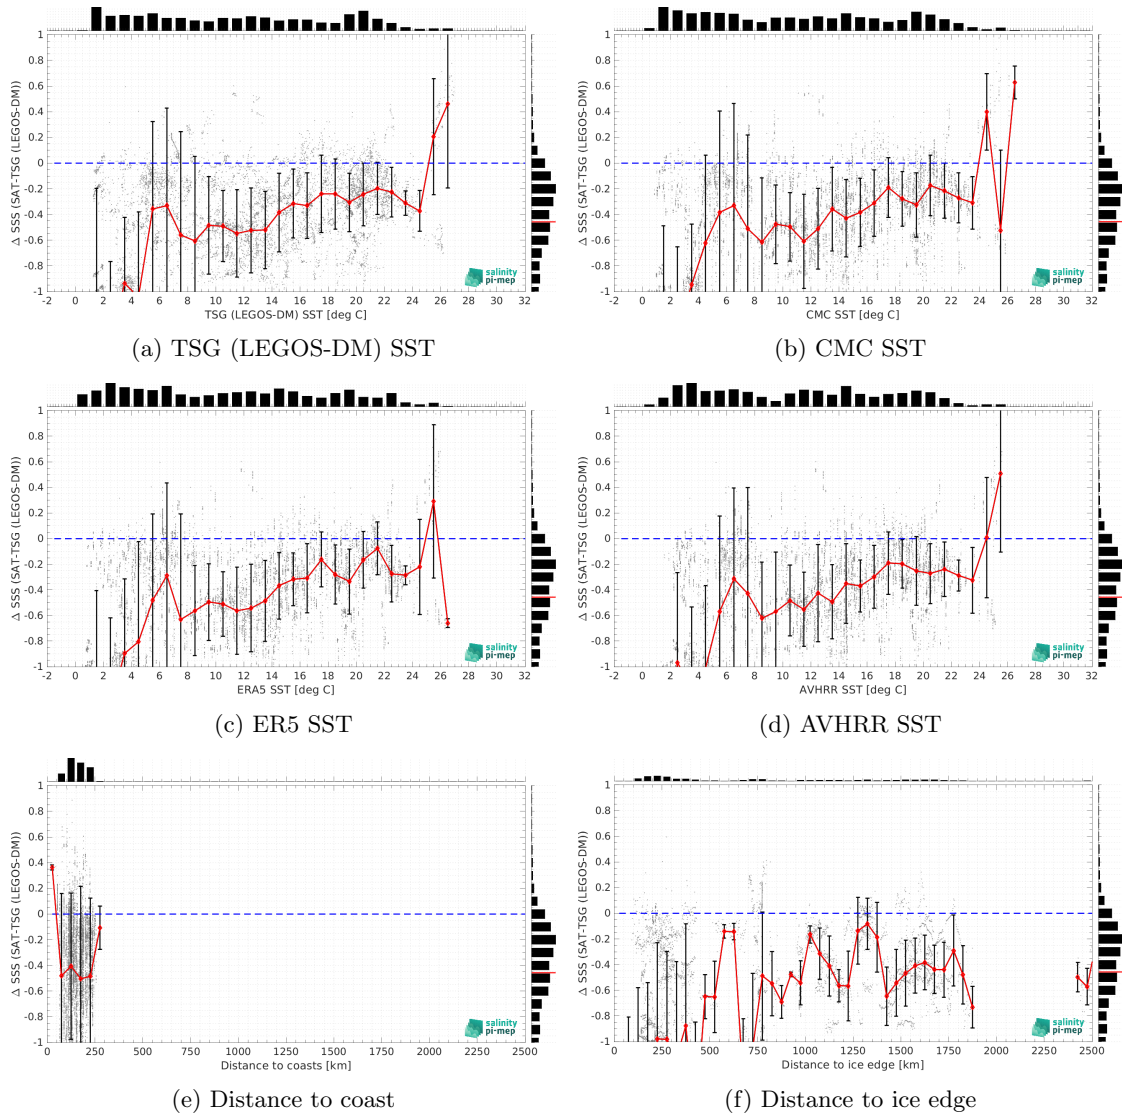 1
0.8
0.6
0.4
0.2
0
-0.2
-0.4
-0.6
-0.8
-1
Δ SSS (SAT-TSG (LEGOS-DM))
-2 0 2 4 6 8 10 12 14 16 18 20 22 24 26 28 30 32
TSG (LEGOS-DM) SST [deg C]
salinity
pi-mep
(a) TSG (LEGOS-DM) SST
1
0.8
0.6
0.4
0.2
0
-0.2
-0.4
-0.6
-0.8
-1
Δ SSS (SAT-TSG (LEGOS-DM))
-2 0 2 4 6 8 10 12 14 16 18 20 22 24 26 28 30 32
CMC SST [deg C]
salinity
pi-mep
(b) CMC SST
1
0.8
0.6
0.4
0.2
0
-0.2
-0.4
-0.6
-0.8
-1
Δ SSS (SAT-TSG (LEGOS-DM))
-2 0 2 4 6 8 10 12 14 16 18 20 22 24 26 28 30 32
ERA5 SST [deg C]
salinity
pi-mep
(c) ER5 SST
1
0.8
0.6
0.4
0.2
0
-0.2
-0.4
-0.6
-0.8
-1
Δ SSS (SAT-TSG (LEGOS-DM))
-2 0 2 4 6 8 10 12 14 16 18 20 22 24 26 28 30 32
AVHRR SST [deg C]
salinity
pi-mep
(d) AVHRR SST
1
0.8
0.6
0.4
0.2
0
-0.2
-0.4
-0.6
-0.8
-1
Δ SSS (SAT-TSG (LEGOS-DM))
0 250 500 750 1000 1250 1500 1750 2000 2250 2500
Distance to coasts [km]
salinity
pi-mep
(e) Distance to coast
1
0.8
0.6
0.4
0.2
0
-0.2
-0.4
-0.6
-0.8
-1
Δ SSS (SAT-TSG (LEGOS-DM))
0 250 500 750 1000 1250 1500 1750 2000 2250 2500
Distance to ice edge [km]
salinity
pi-mep
(f) Distance to ice edge